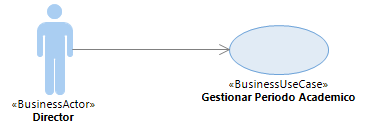 «BusinessActor»
Director
«BusinessUseCase»
Gestionar Periodo Academico